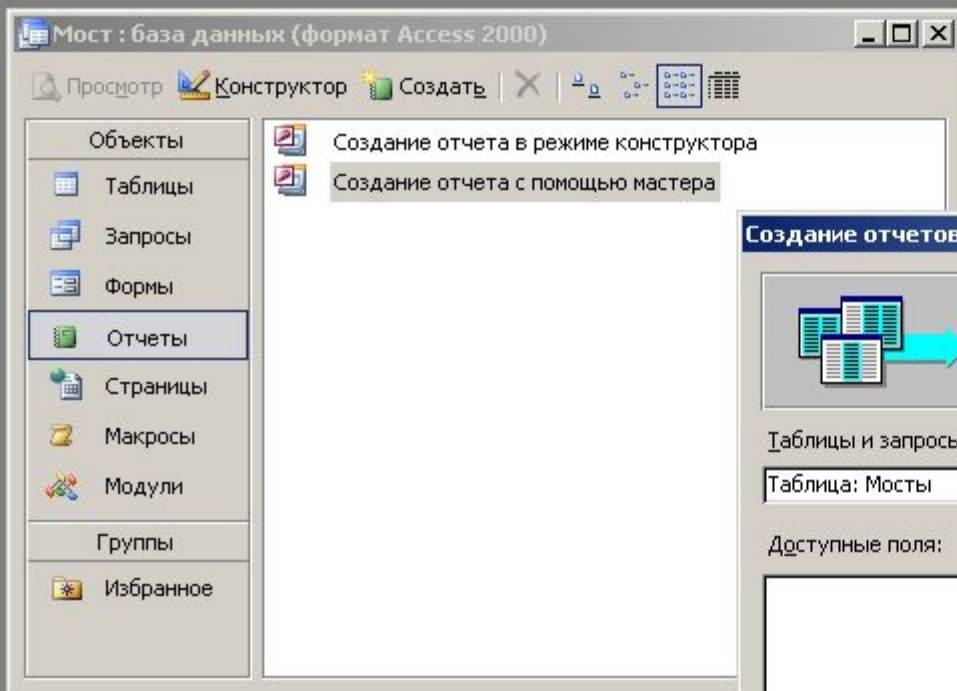 Мост : база данных (формат Access 2000)
Просмотр Конструктор Создать
Объекты
Таблицы
Запросы
Формы
Отчеты
Страницы
Макросы
Модули
Группы
Избранное
Создание отчета в режиме конструктора
Создание отчета с помощью мастера
Создание отчетов
Таблицы и запросы
Таблица: Мосты
Доступные поля: